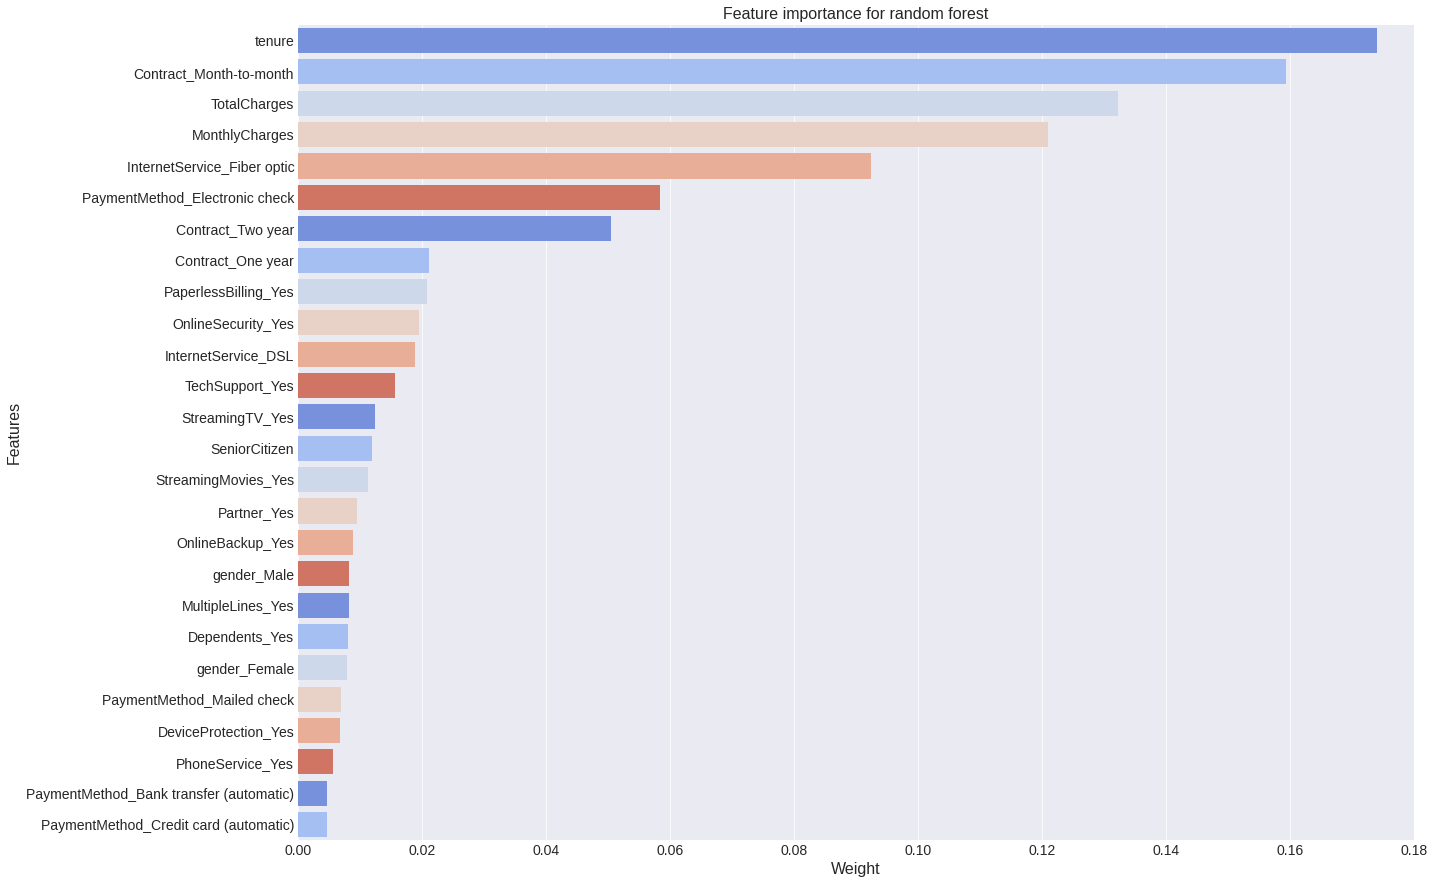 Feature importance for random forest
tenure
Contract_Month-to-month
TotalCharges
MonthlyCharges
InternetService_Fiber optic
PaymentMethod_Electronic check
Contract_Two year
Contract_One year
PaperlessBilling_Yes
OnlineSecurity_Yes
InternetService_DSL
TechSupport_Yes
StreamingTV_Yes
SeniorCitizen
StreamingMovies_Yes
Partner_Yes
OnlineBackup_Yes
gender_Male
MultipleLines_Yes
Dependents_Yes
gender_Female
PaymentMethod_Mailed check
DeviceProtection_Yes
PhoneService_Yes
PaymentMethod_Bank transfer (automatic)
PaymentMethod_Credit card (automatic)
Features
0.00 0.02 0.04 0.06 0.08 0.10 0.12 0.14 0.16 0.18
Weight